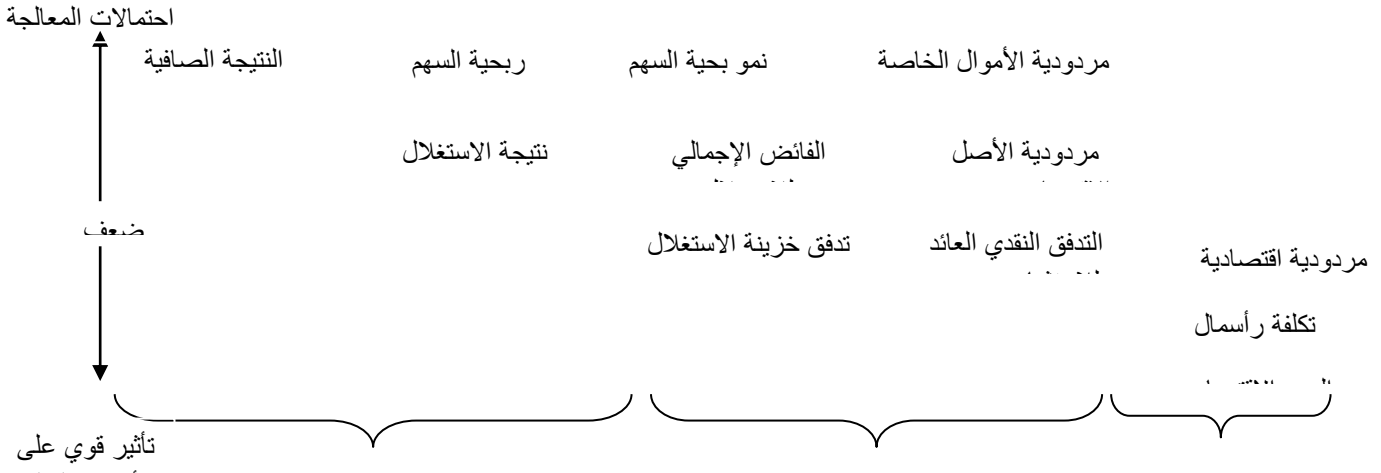 احتمالات المعالجة
مردودية الأموال الخاصة نمو بحية السهم ربحية السهم النتيجة الصافية
مردودية الأصل الفائض الإجمالي نتيجة الاستغلال
ضعف
التدفق النقدي العائد تدفق خزينة الاستغلال
مردودية اقتصادية
تكلفة رأسمال
تأثير قوي على